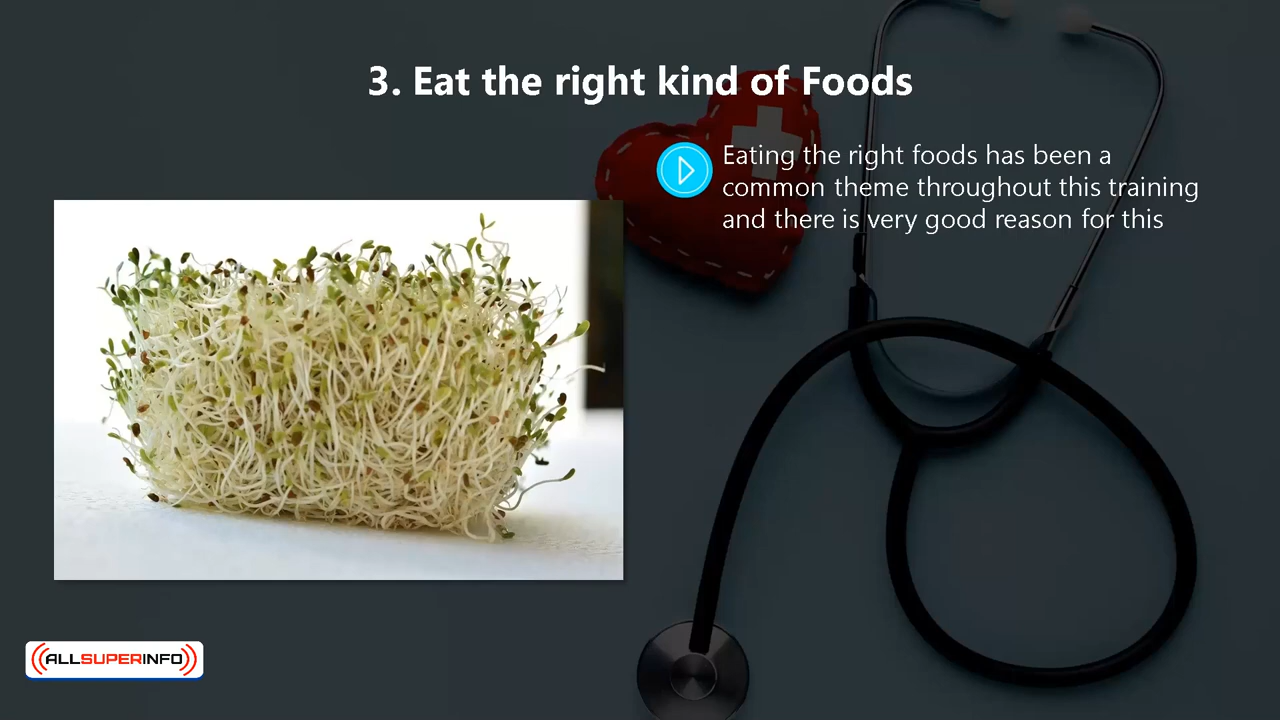 3. Eat the right kind of Foods
Eating the right foods has been a
common theme throughout this training
and there is very good reason for this
ALLSUPERINFO